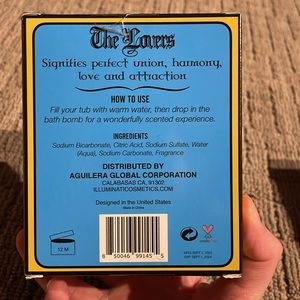 The Lovers
Signifies perfect union, harmony,
love and attraction
HOW TO USE
Fill your tub with warm water, then drop in the
bath bomb for a wonderfully scented experience.
INGREDIENTS
Sodium Bicarbonate, Citric Acid, Sodium Sulfate, Water
(Aqua), Sodium Carbonate, Fragrance
DISTRIBUTED BY
AGUILERA GLOBAL CORPORATION
CALABASAS CA, 91302
ILLUMINATICOSMETICS.COM
Designed in the United States
Made in China
12 M
8 50046 99145 5